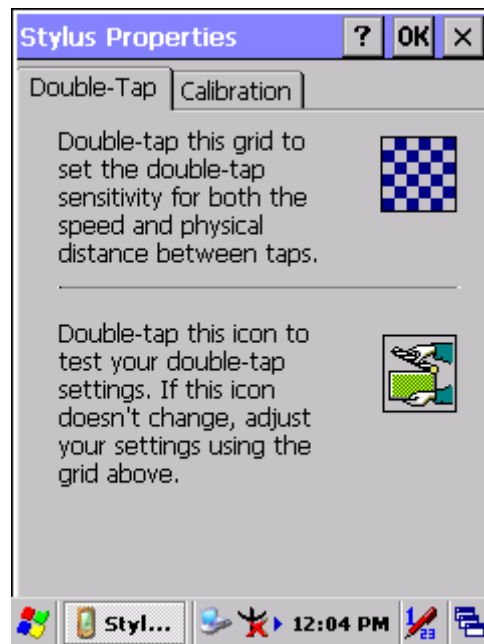 Stylus Properties ? OK ×
Double-Tap Calibration
Double-tap this grid to
set the double-tap
sensitivity for both the
speed and physical
distance between taps.
Double-tap this icon to
test your double-tap
settings. If this icon
doesn't change, adjust
your settings using the
grid above.
Styl... 12:04 PM 1/23